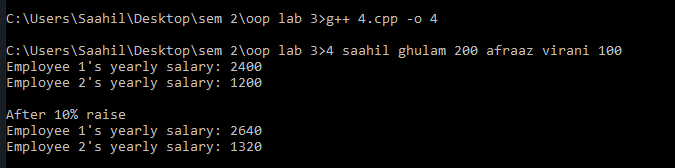 C:\Users\Saahil\Desktop\sem 2\oop lab 3>g++ 4.cpp -o 4
C:\Users\Saahil\Desktop\sem 2\oop lab 3>4 saahil ghulam 200 afraaz virani 100
Employee 1's yearly salary: 2400
Employee 2's yearly salary: 1200
After 10% raise
Employee 1's yearly salary: 2640
Employee 2's yearly salary: 1320